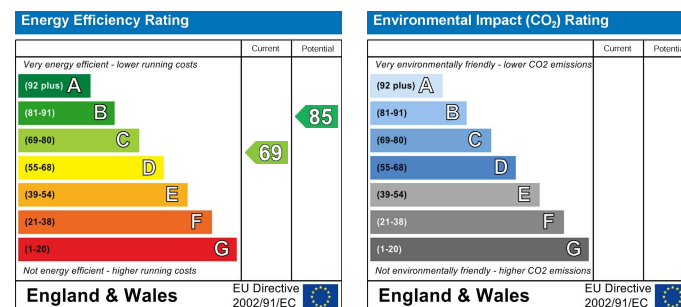 Energy Efficiency Rating
Current Potential
Very energy efficient - lower running costs
(92 plus) A
(81-91) B
85
(69-80) C
69
(55-68) D
(39-54) E
(21-38) F
(1-20) G
Not energy efficient - higher running costs
England & Wales
EU Directive
2002/91/EC
Environmental Impact (CO₂) Rating
Current Potential
Very environmentally friendly - lower CO2 emissions
(92 plus) A
(81-91) B
(69-80) C
(55-68) D
(39-54) E
(21-38) F
(1-20) G
Not environmentally friendly - higher CO2 emissions
England & Wales
EU Directive
2002/91/EC